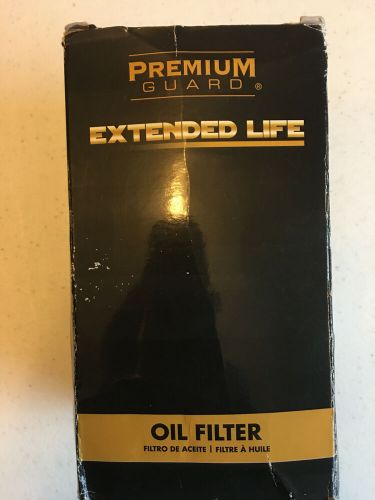 PREMIUM
GUARD ®
EXTENDED LIFE
OIL FILTER
FILTRO DE ACEITE | FILTRE À HUILE